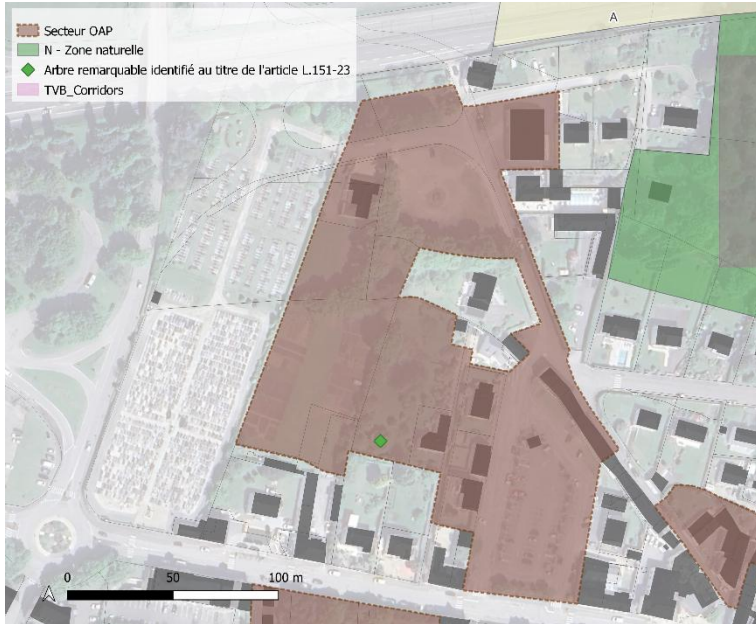 Secteur OAP
N - Zone naturelle
Arbre remarquable identifié au titre de l'article L.151-23
TVB_Corridors
A
0 50 100 m